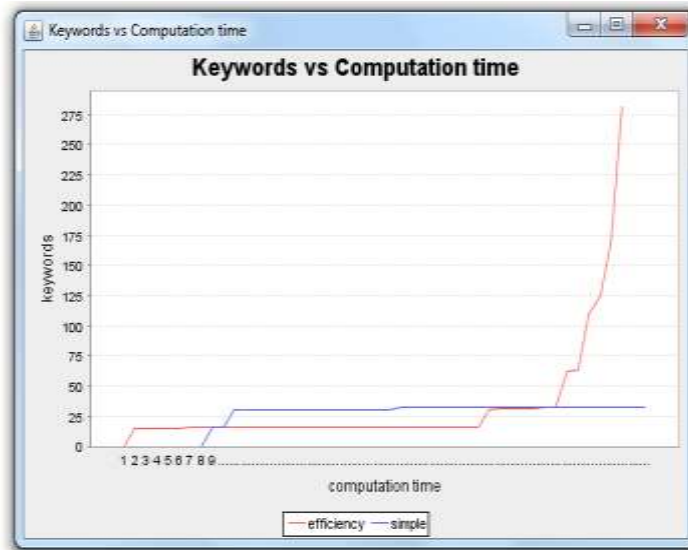 Keywords vs Computation time
Keywords vs Computation time
275
250
225
200
175
150
125
100
75
50
25
0
keywords
1 2 3 4 5 6 7 8 9
computation time
efficiency simple